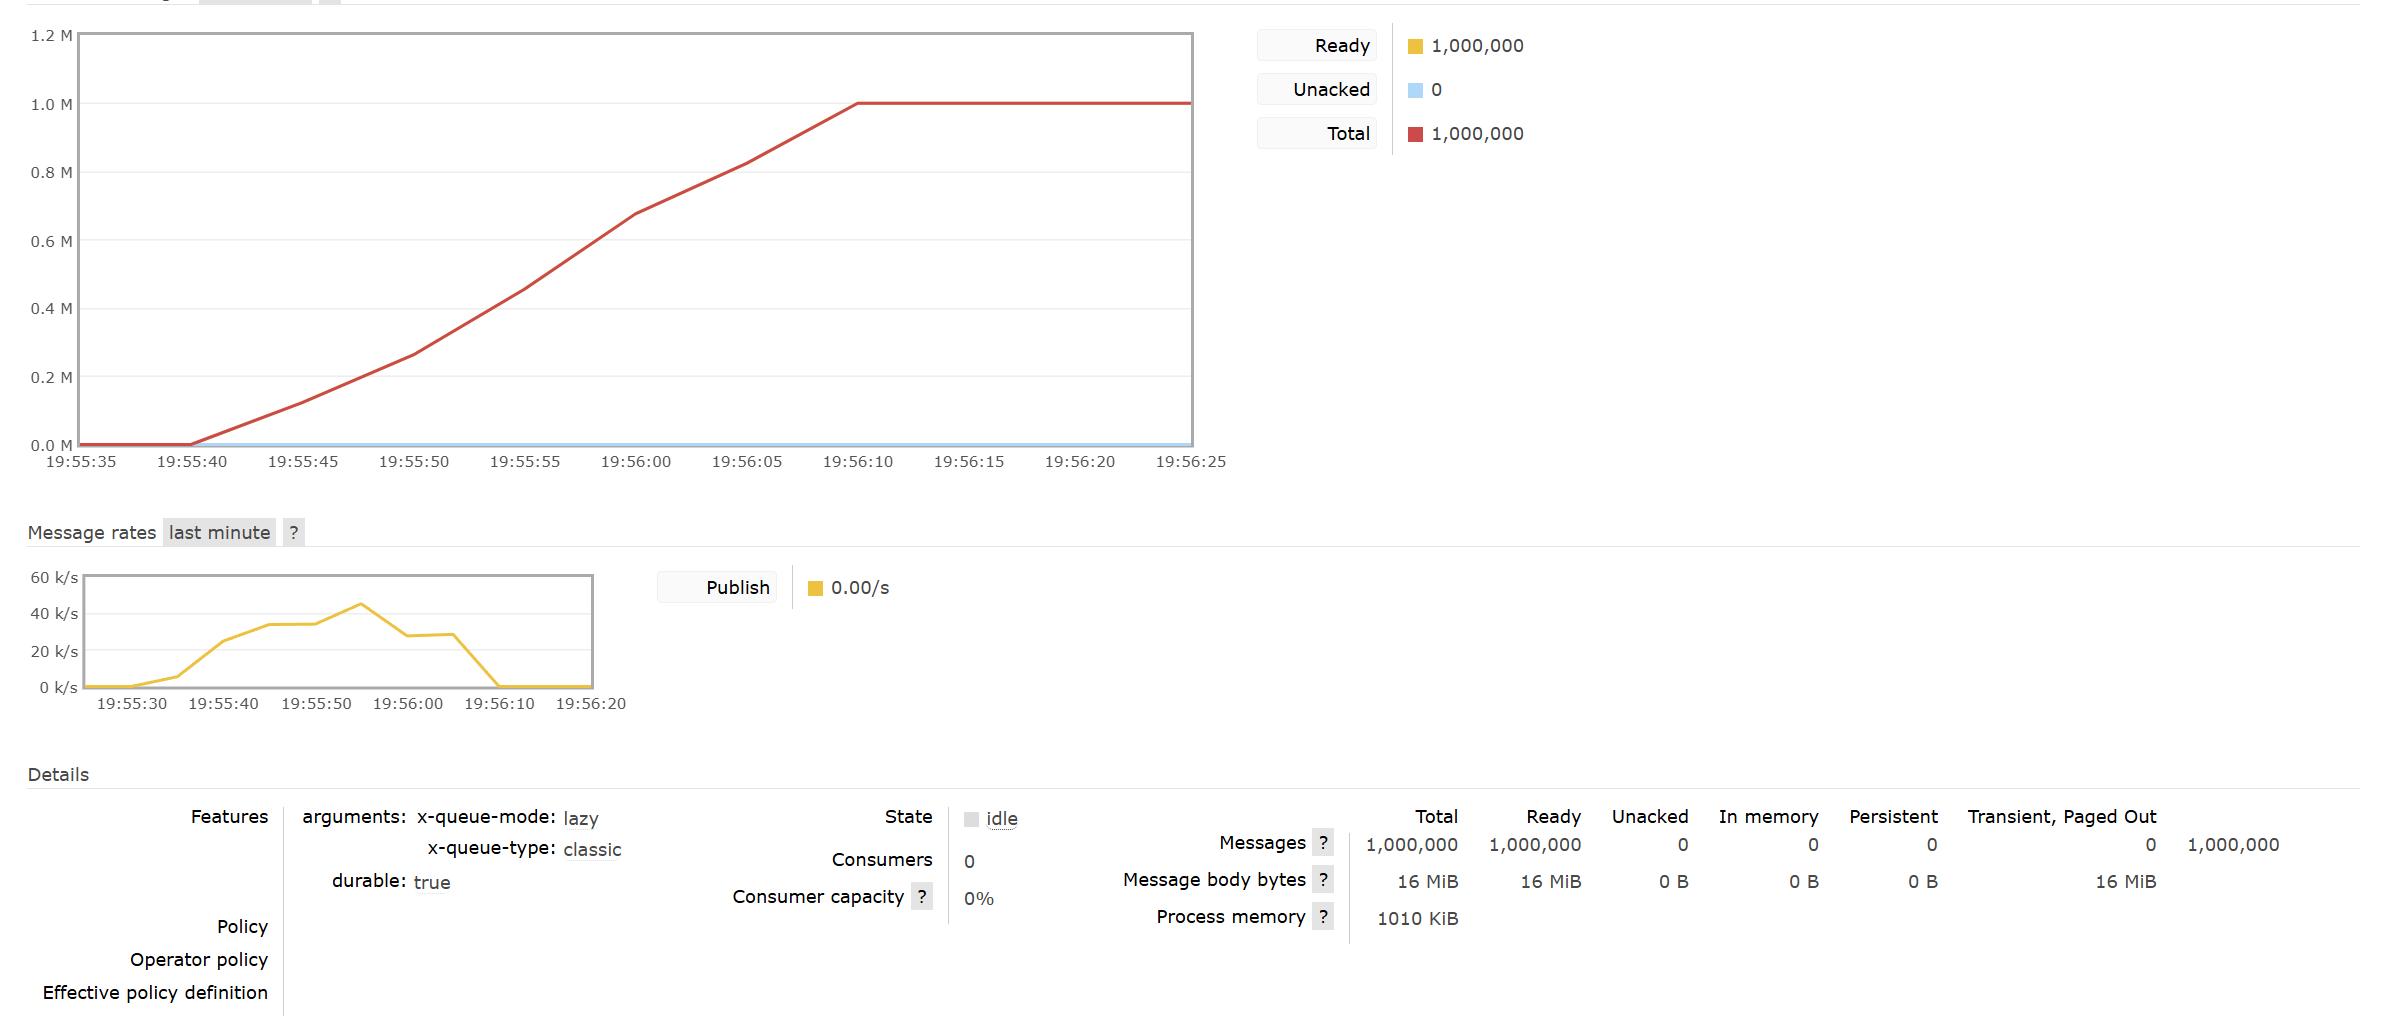 1.2 M
1.0 M
0.8 M
0.6 M
0.4 M
0.2 M
0.0 M
19:55:35 19:55:40 19:55:45 19:55:50 19:55:55 19:56:00 19:56:05 19:56:10 19:56:15 19:56:20 19:56:25
Ready 1,000,000
Unacked 0
Total 1,000,000
Message rates last minute ?
60 k/s
40 k/s
20 k/s
0 k/s
19:55:30 19:55:40 19:55:50 19:56:00 19:56:10 19:56:20
Publish 0.00/s
Details
Features arguments: x-queue-mode: lazy
x-queue-type: classic
durable: true
Policy
Operator policy
Effective policy definition
State idle
Consumers 0
Consumer capacity ? 0%
Total Ready Unacked In memory Persistent Transient, Paged Out
Messages ? 1,000,000 1,000,000 0 0 0 0 1,000,000
Message body bytes ? 16 MiB 16 MiB 0 B 0 B 0 B 16 MiB
Process memory ? 1010 KiB